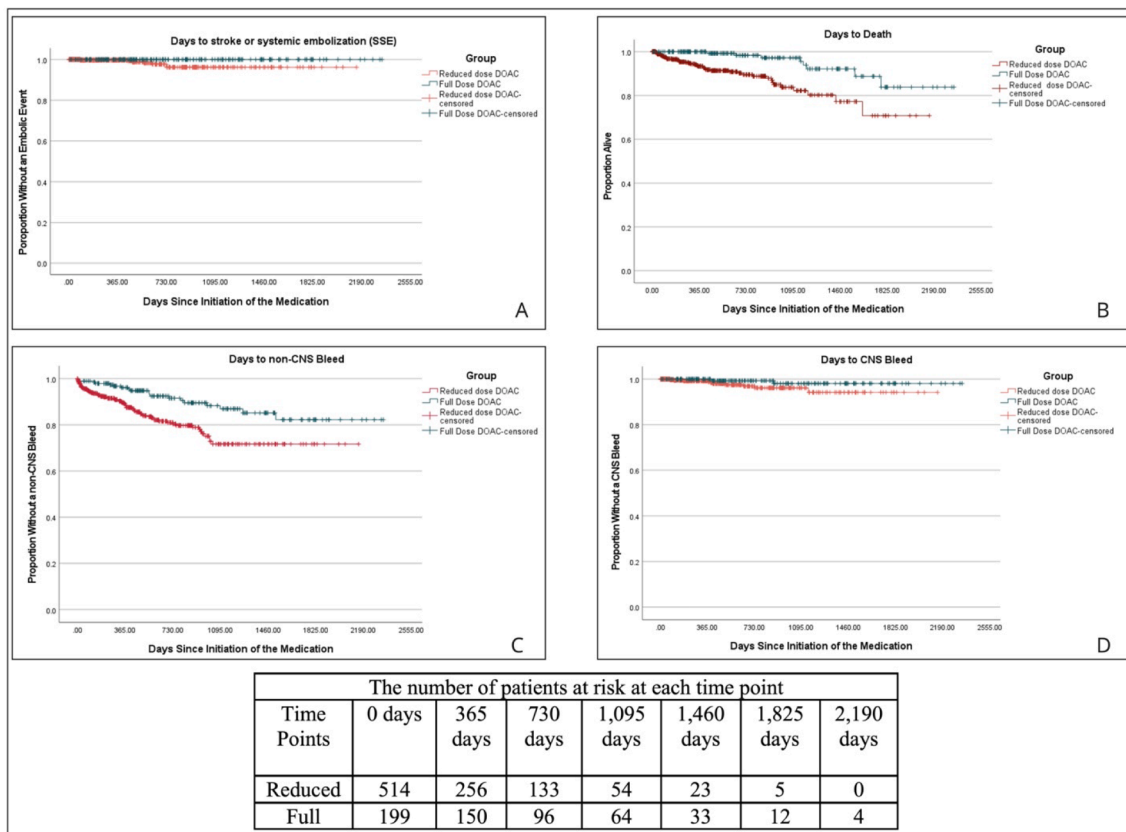 Days to stroke or systemic embolization (SSE)
Poroportion Without an Embolic Event
1.0
0.8
0.6
0.4
0.2
0.0
.00 365.00 730.00 1095.00 1460.00 1825.00 2190.00 2555.00
Days Since Initiation of the Medication
Group
Reduced dose DOAC
Full Dose DOAC
Reduced dose DOAC-
censored
Full Dose DOAC-censored
A
Days to Death
Proportion Alive
1.0
0.8
0.6
0.4
0.2
0.0
0.00 365.00 730.00 1095.00 1460.00 1825.00 2190.00 2555.00
Days Since Initiation of the Medication
Group
Reduced dose DOAC
Full Dose DOAC
Reduced dose DOAC-
censored
Full Dose DOAC-censored
B
Days to non-CNS Bleed
Proportion Without a non-CNS Bleed
1.0
0.8
0.6
0.4
0.2
0.0
.00 365.00 730.00 1095.00 1460.00 1825.00 2190.00 2555.00
Days Since Initiation of the Medication
Group
Reduced dose DOAC
Full Dose DOAC
Reduced dose DOAC-
censored
Full Dose DOAC-censored
C
Days to CNS Bleed
Proportion Without a CNS Bleed
1.0
0.8
0.6
0.4
0.2
0.0
.00 365.00 730.00 1095.00 1460.00 1825.00 2190.00 2555.00
Days Since Initiation of the Medication
Group
Reduced dose DOAC
Full Dose DOAC
Reduced dose DOAC-
censored
Full Dose DOAC-censored
D
The number of patients at risk at each time point
Time 0 days 365 730 1,095 1,460 1,825 2,190
Points days days days days days days
Reduced 514 256 133 54 23 5 0
Full 199 150 96 64 33 12 4